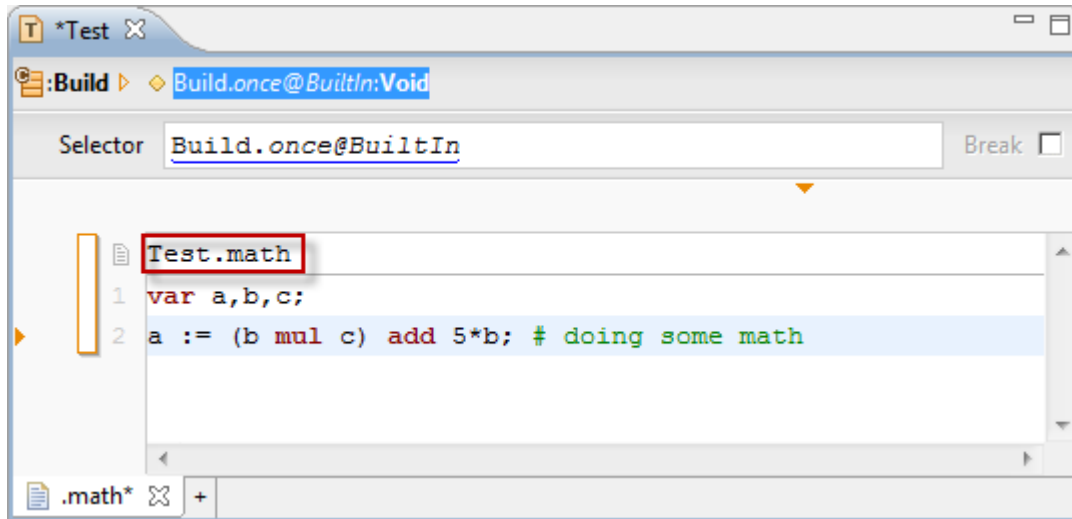 *Test
:Build Build.once@BuiltIn:Void
Selector Build.once@BuiltIn Break
Test.math
1 var a,b,c;
2 a := (b mul c) add 5*b; # doing some math
.math* +